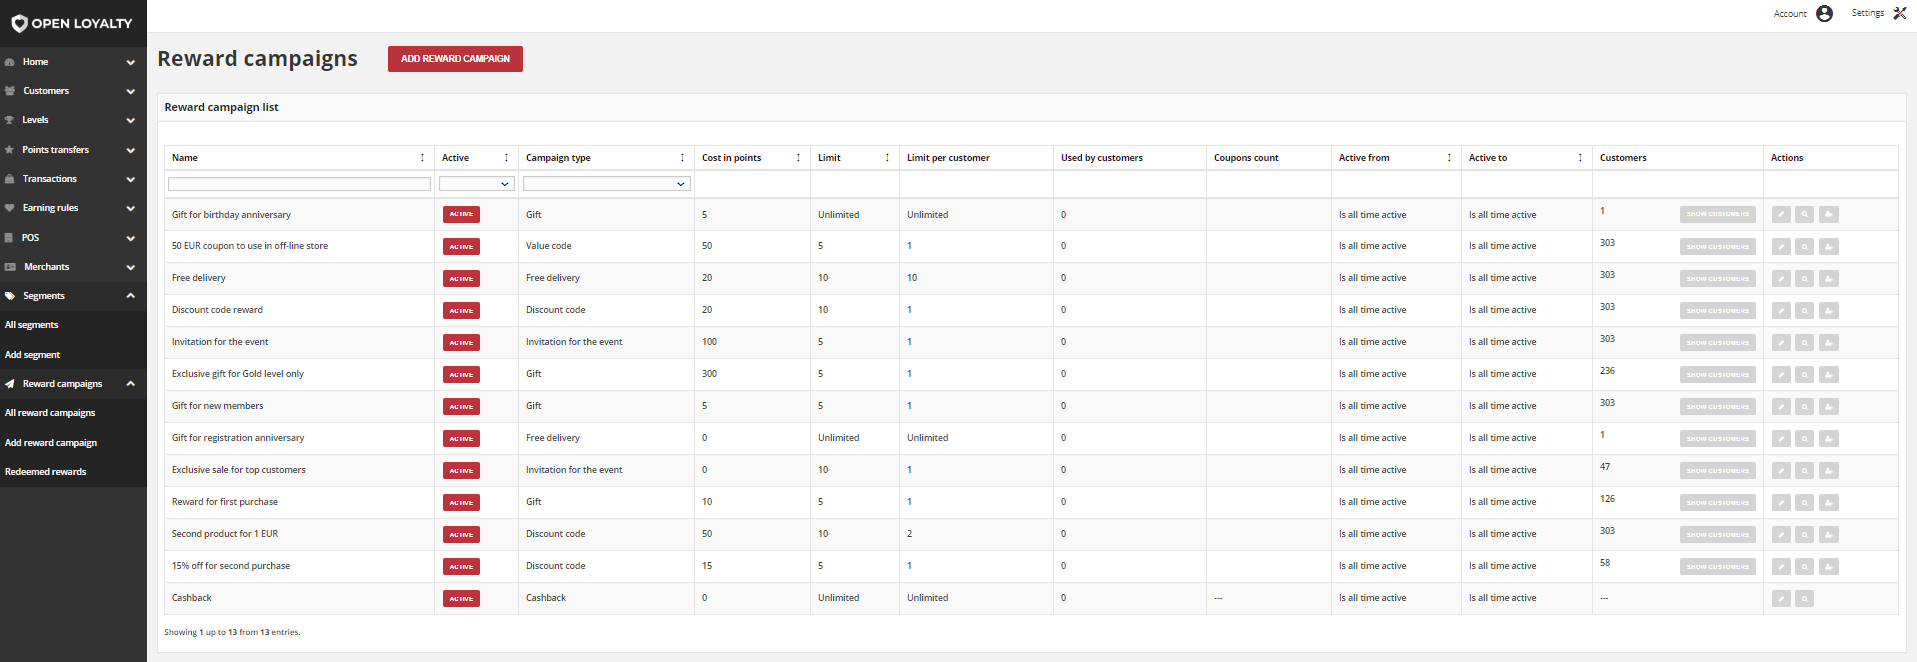 OPEN LOYALTY
Account
Settings
Home
Customers
Levels
Points transfers
Transactions
Earning rules
POS
Merchants
Segments
All segments
Add segment
Reward campaigns
All reward campaigns
Add reward campaign
Redeemed rewards
Reward campaigns
ADD REWARD CAMPAIGN
Reward campaign list
Name Active Campaign type Cost in points Limit Limit per customer Used by customers Coupons count Active from Active to Customers Actions
Gift for birthday anniversary ACTIVE Gift 5 Unlimited Unlimited 0 Is all time active Is all time active 1 SHOW CUSTOMERS
50 EUR coupon to use in off-line store ACTIVE Value code 50 5 1 0 Is all time active Is all time active 303 SHOW CUSTOMERS
Free delivery ACTIVE Free delivery 20 10 10 0 Is all time active Is all time active 303 SHOW CUSTOMERS
Discount code reward ACTIVE Discount code 20 10 1 0 Is all time active Is all time active 303 SHOW CUSTOMERS
Invitation for the event ACTIVE Invitation for the event 100 5 1 0 Is all time active Is all time active 303 SHOW CUSTOMERS
Exclusive gift for Gold level only ACTIVE Gift 300 5 1 0 Is all time active Is all time active 236 SHOW CUSTOMERS
Gift for new members ACTIVE Gift 5 5 1 0 Is all time active Is all time active 303 SHOW CUSTOMERS
Gift for registration anniversary ACTIVE Free delivery 0 Unlimited Unlimited 0 Is all time active Is all time active 1 SHOW CUSTOMERS
Exclusive sale for top customers ACTIVE Invitation for the event 0 10 1 0 Is all time active Is all time active 47 SHOW CUSTOMERS
Reward for first purchase ACTIVE Gift 10 5 1 0 Is all time active Is all time active 126 SHOW CUSTOMERS
Second product for 1 EUR ACTIVE Discount code 50 10 2 0 Is all time active Is all time active 303 SHOW CUSTOMERS
15% off for second purchase ACTIVE Discount code 15 5 1 0 Is all time active Is all time active 58 SHOW CUSTOMERS
Cashback ACTIVE Cashback 0 Unlimited Unlimited 0 --- Is all time active Is all time active ---
Showing 1 up to 13 from 13 entries.